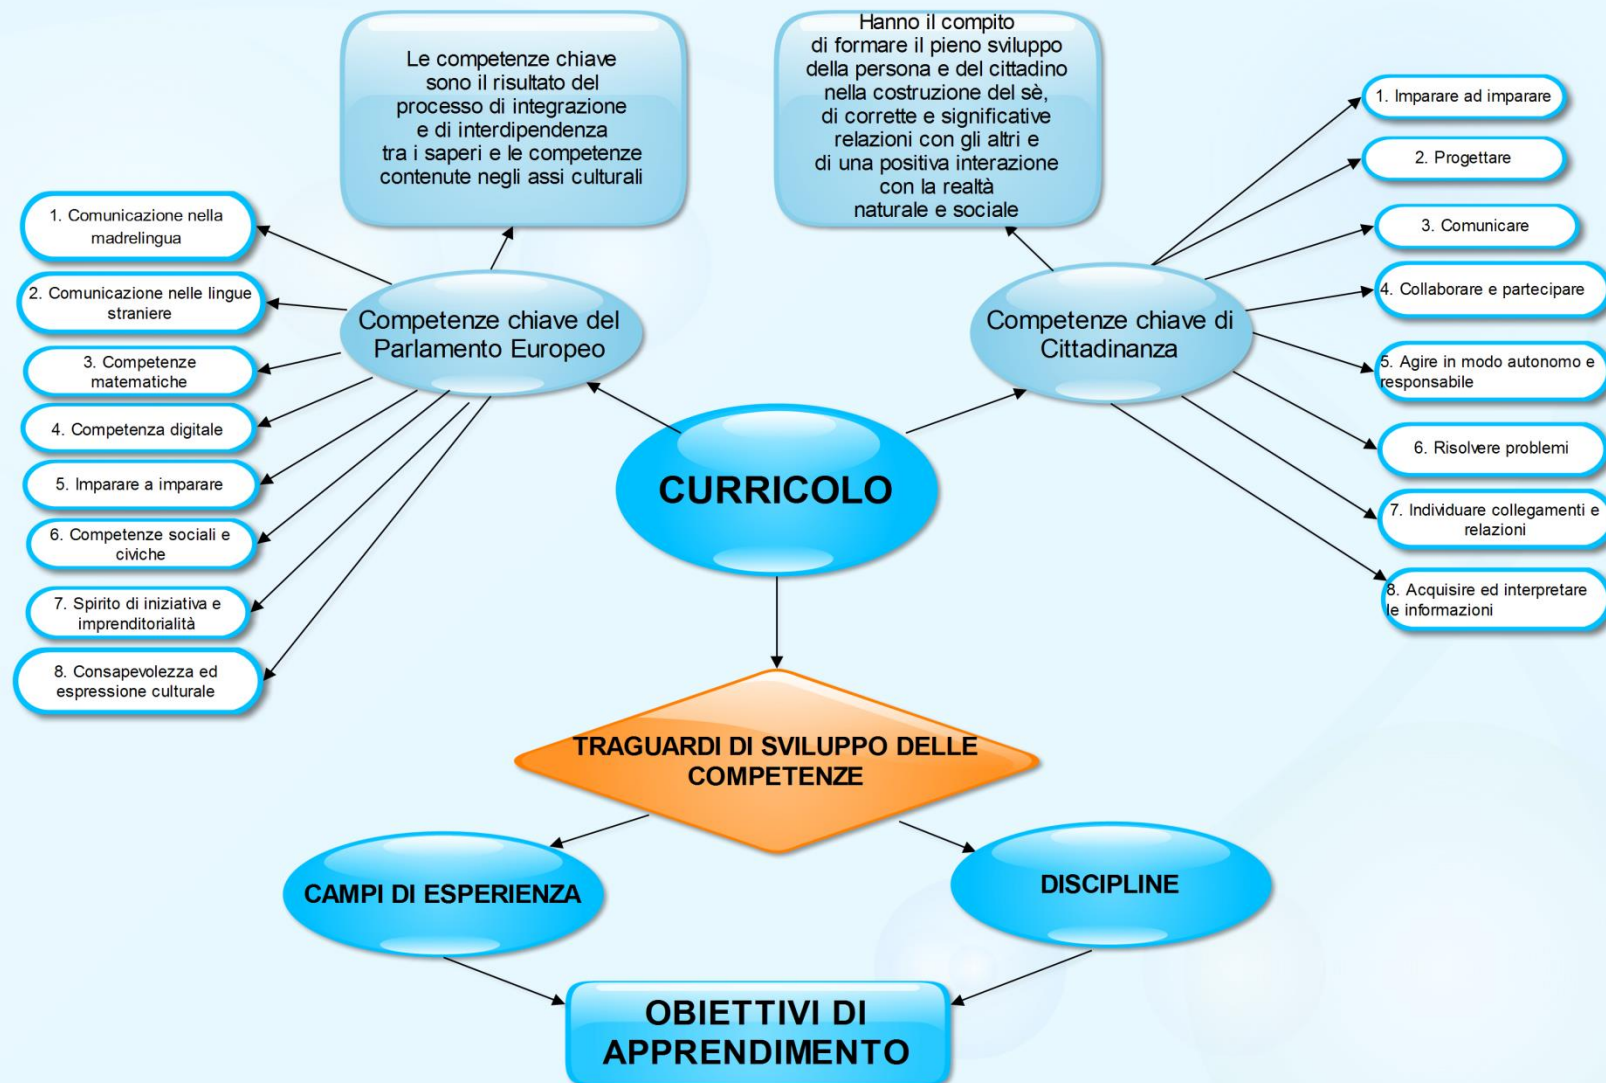 Le competenze chiave
sono il risultato del
processo di integrazione
e di interdipendenza
tra i saperi e le competenze
contenute negli assi culturali
Hanno il compito
di formare il pieno sviluppo
della persona e del cittadino
nella costruzione del sè,
di corrette e significative
relazioni con gli altri e
di una positiva interazione
con la realtà
naturale e sociale
1. Comunicazione nella
madrelingua
2. Comunicazione nelle lingue
straniere
3. Competenze
matematiche
4. Competenza digitale
5. Imparare a imparare
6. Competenze sociali e
civiche
7. Spirito di iniziativa e
imprenditorialità
8. Consapevolezza ed
espressione culturale
Competenze chiave del
Parlamento Europeo
Competenze chiave di
Cittadinanza
1. Imparare ad imparare
2. Progettare
3. Comunicare
4. Collaborare e partecipare
5. Agire in modo autonomo e
responsabile
6. Risolvere problemi
7. Individuare collegamenti e
relazioni
8. Acquisire ed interpretare
le informazioni
CURRICOLO
TRAGUARDI DI SVILUPPO DELLE
COMPETENZE
CAMPI DI ESPERIENZA
DISCIPLINE
OBIETTIVI DI
APPRENDIMENTO